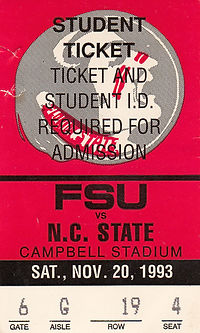 STUDENT
TICKET
TICKET AND
STUDENT I.D.
REQUIRED FOR
ADMISSION
FSU
VS
N.C. STATE
CAMPBELL STADIUM
SAT., NOV. 20, 1993
6 G 19 4
GATE AISLE ROW SEAT